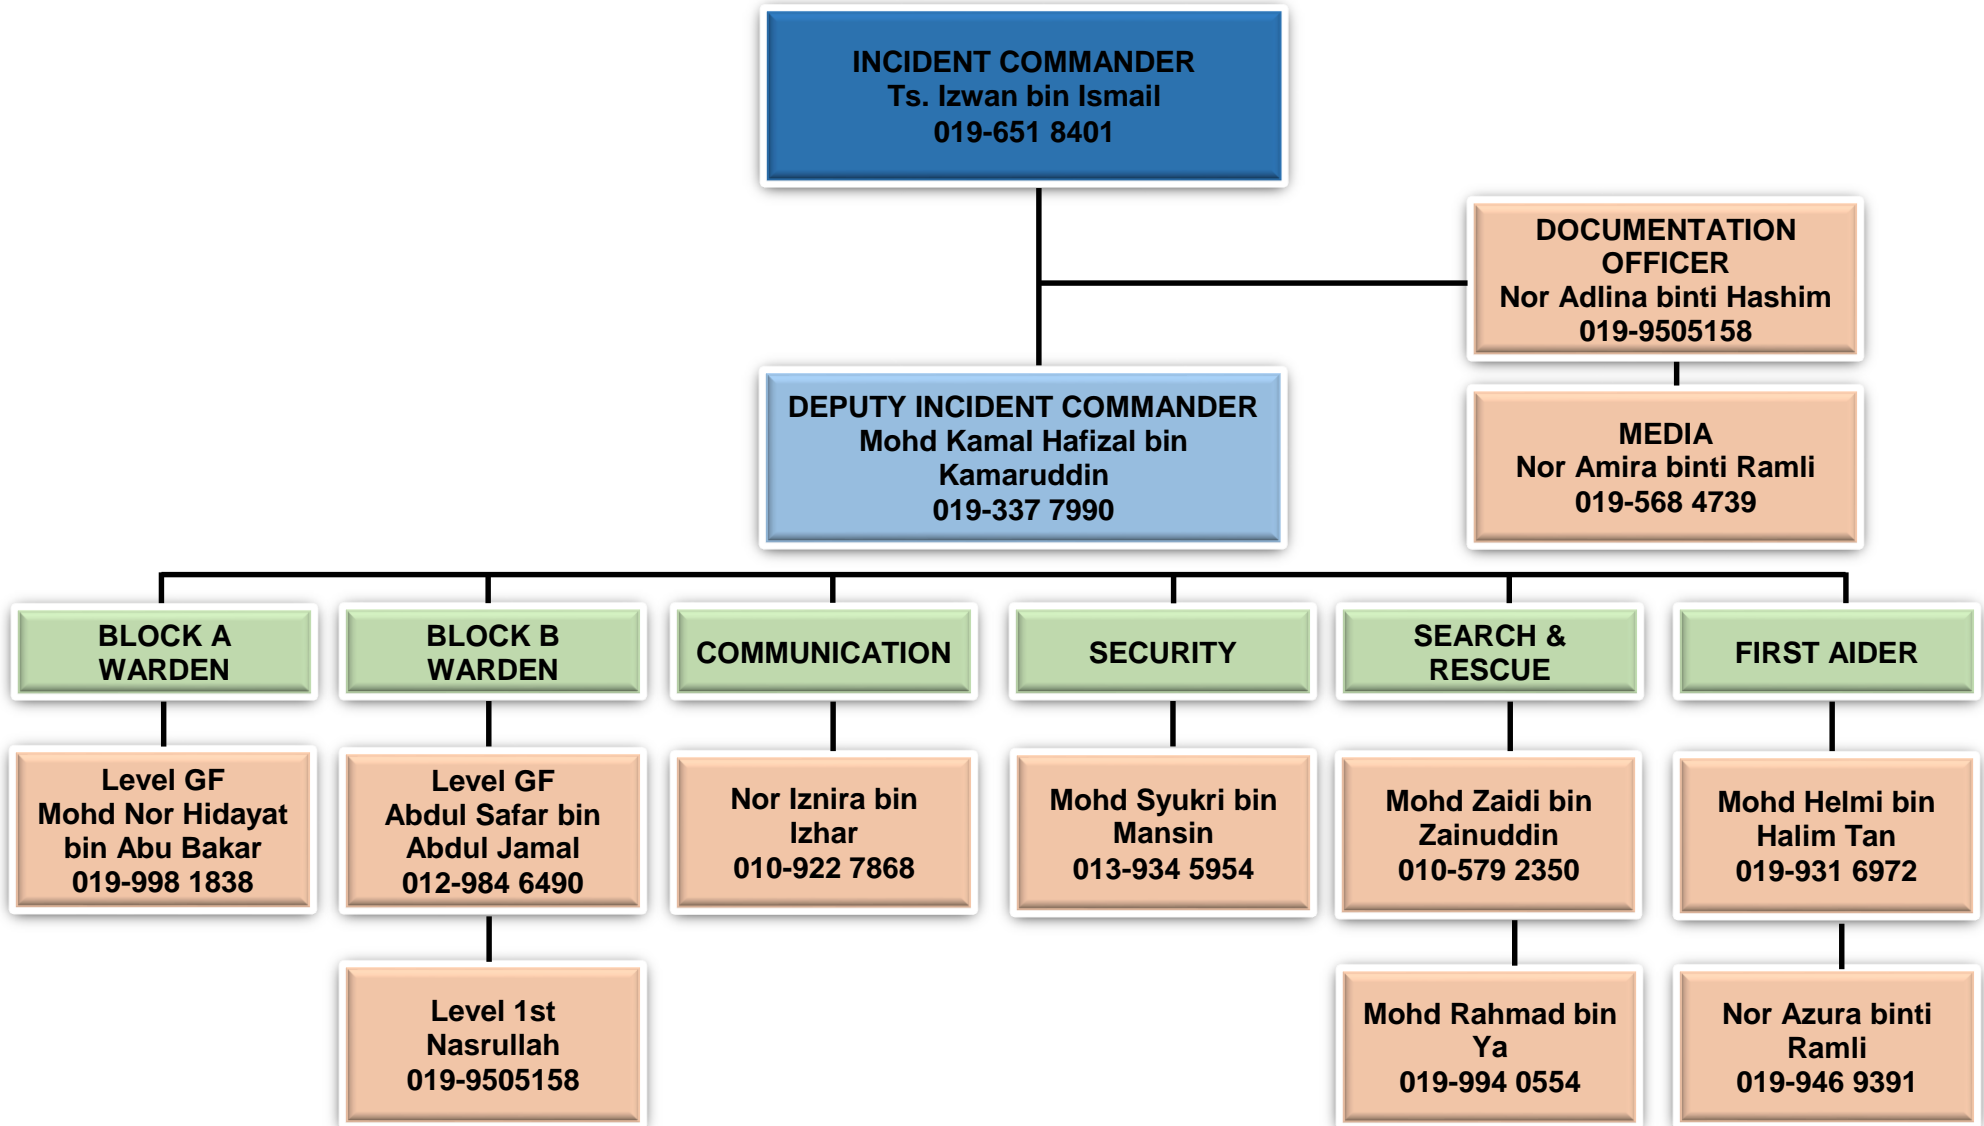 INCIDENT COMMANDER
Ts. Izwan bin Ismail
019-651 8401
DOCUMENTATION
OFFICER
Nor Adlina binti Hashim
019-9505158
DEPUTY INCIDENT COMMANDER
Mohd Kamal Hafizal bin
Kamaruddin
019-337 7990
MEDIA
Nor Amira binti Ramli
019-568 4739
BLOCK A
WARDEN
BLOCK B
WARDEN
COMMUNICATION
SECURITY
SEARCH &
RESCUE
FIRST AIDER
Level GF
Mohd Nor Hidayat
bin Abu Bakar
019-998 1838
Level GF
Abdul Safar bin
Abdul Jamal
012-984 6490
Nor Iznira bin
Izhar
010-922 7868
Mohd Syukri bin
Mansin
013-934 5954
Mohd Zaidi bin
Zainuddin
010-579 2350
Mohd Helmi bin
Halim Tan
019-931 6972
Level 1st
Nasrullah
019-9505158
Mohd Rahmad bin
Ya
019-994 0554
Nor Azura binti
Ramli
019-946 9391